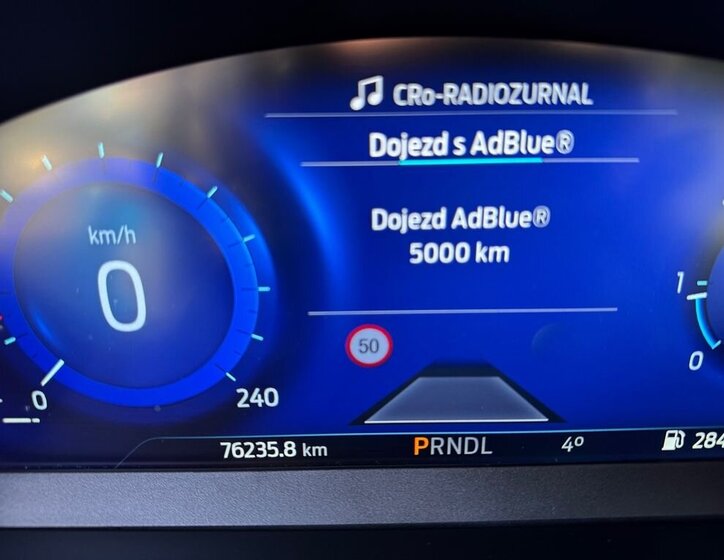 CRo-RADIOZURNAL
Dojezd s AdBlue®
Dojezd AdBlue®
5000 km
km/h
0
50
0
240
1
0
76235.8 km
PRNDL
4º
284